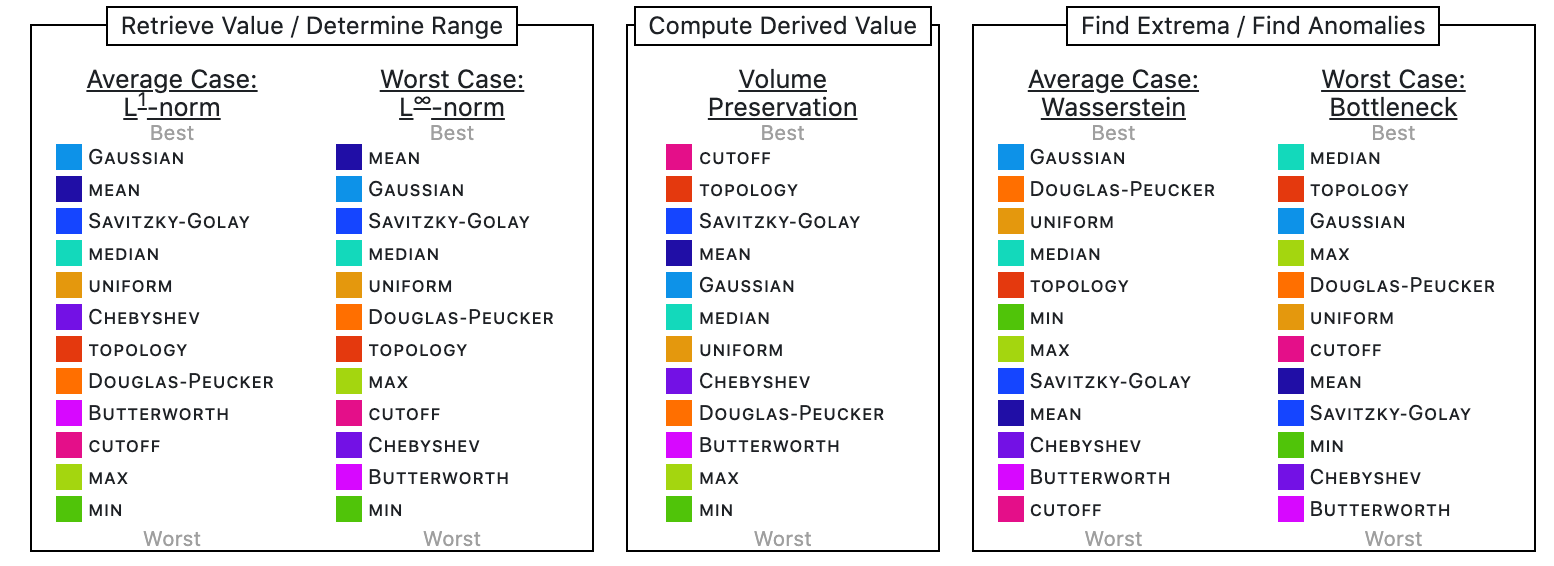 Retrieve Value / Determine Range
Average Case:
L¹-norm
Best
GAUSSIAN
MEAN
SAVITZKY-GOLAY
MEDIAN
UNIFORM
CHEBYSHEV
TOPOLOGY
DOUGLAS-PEUCKER
BUTTERWORTH
CUTOFF
MAX
MIN
Worst
Worst Case:
L∞-norm
Best
MEAN
GAUSSIAN
SAVITZKY-GOLAY
MEDIAN
UNIFORM
DOUGLAS-PEUCKER
TOPOLOGY
MAX
CUTOFF
CHEBYSHEV
BUTTERWORTH
MIN
Worst
Compute Derived Value
Volume
Preservation
Best
CUTOFF
TOPOLOGY
SAVITZKY-GOLAY
MEAN
GAUSSIAN
MEDIAN
UNIFORM
CHEBYSHEV
DOUGLAS-PEUCKER
BUTTERWORTH
MAX
MIN
Worst
Find Extrema / Find Anomalies
Average Case:
Wasserstein
Best
GAUSSIAN
DOUGLAS-PEUCKER
UNIFORM
MEDIAN
TOPOLOGY
MIN
MAX
SAVITZKY-GOLAY
MEAN
CHEBYSHEV
BUTTERWORTH
CUTOFF
Worst
Worst Case:
Bottleneck
Best
MEDIAN
TOPOLOGY
GAUSSIAN
MAX
DOUGLAS-PEUCKER
UNIFORM
CUTOFF
MEAN
SAVITZKY-GOLAY
MIN
CHEBYSHEV
BUTTERWORTH
Worst